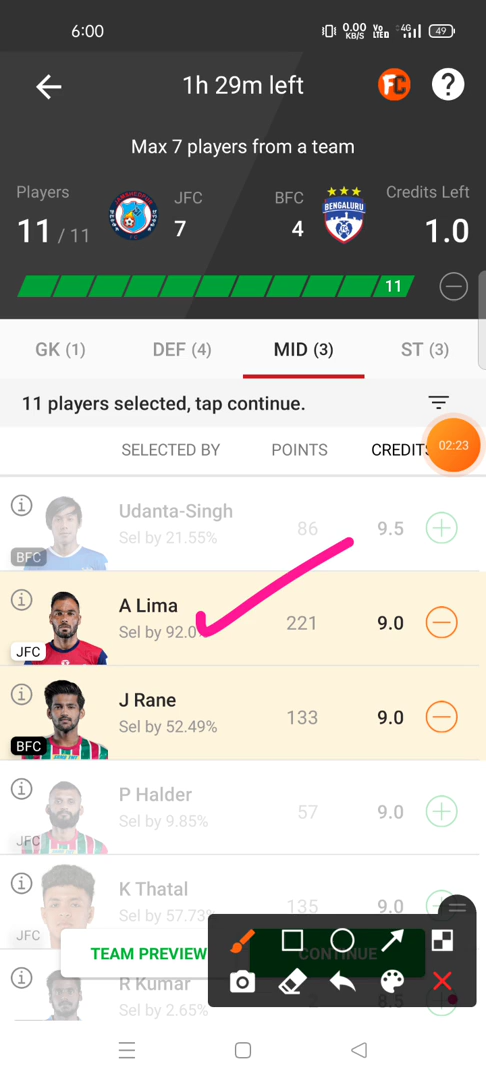 6:00
0.00 KB/S
Vo LTED
4G
49
1h 29m left
FC
?
Max 7 players from a team
Players
JFC
BFC
Credits Left
11 / 11
7
4
1.0
JAMSHEDPUR
BENGALURU
11
GK (1)
DEF (4)
MID (3)
ST (3)
11 players selected, tap continue.
02:23
SELECTED BY
POINTS
CREDITS
Udanta-Singh
Sel by 21.55%
86
9.5
BFC
A Lima
Sel by 92.0
221
9.0
JFC
J Rane
Sel by 52.49%
133
9.0
BFC
P Halder
Sel by 9.85%
57
9.0
JFC
K Thatal
Sel by 57.73%
135
9.0
JFC
TEAM PREVIEW
CONTINUE
R Kumar
Sel by 2.65%
2
8.5